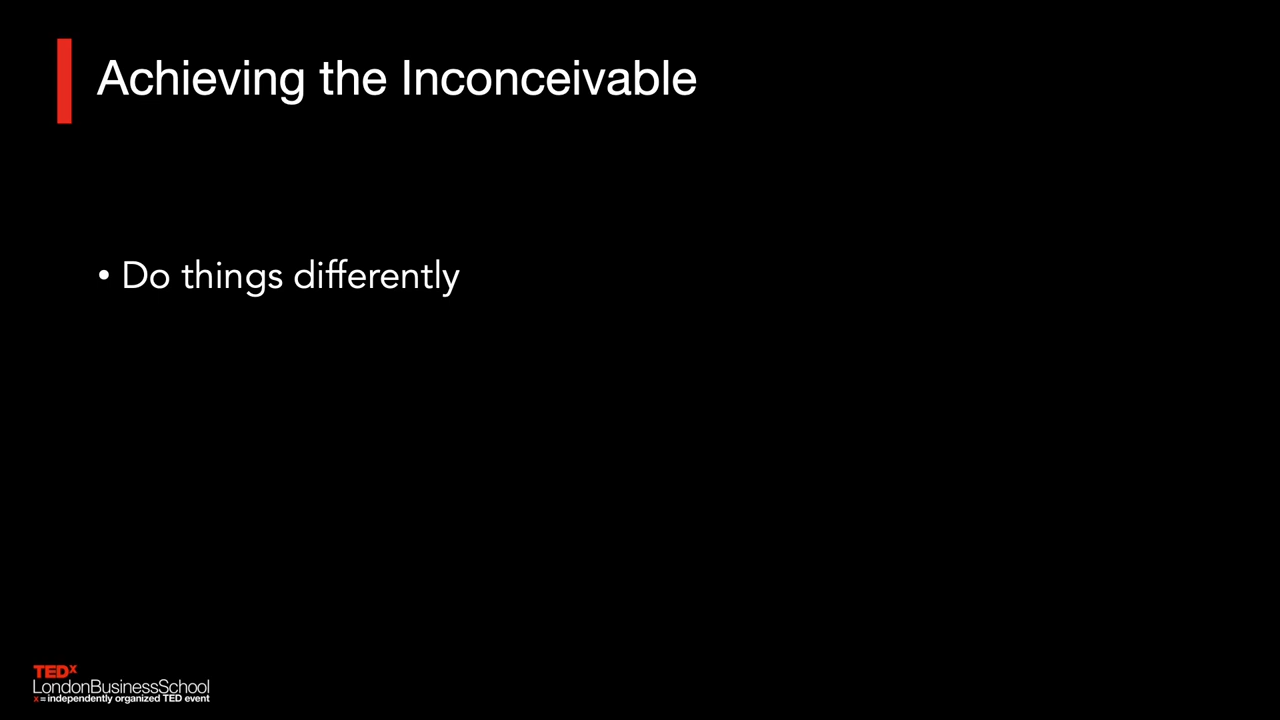 Achieving the Inconceivable
• Do things differently
TEDx
LondonBusinessSchool
x = independently organized TED event